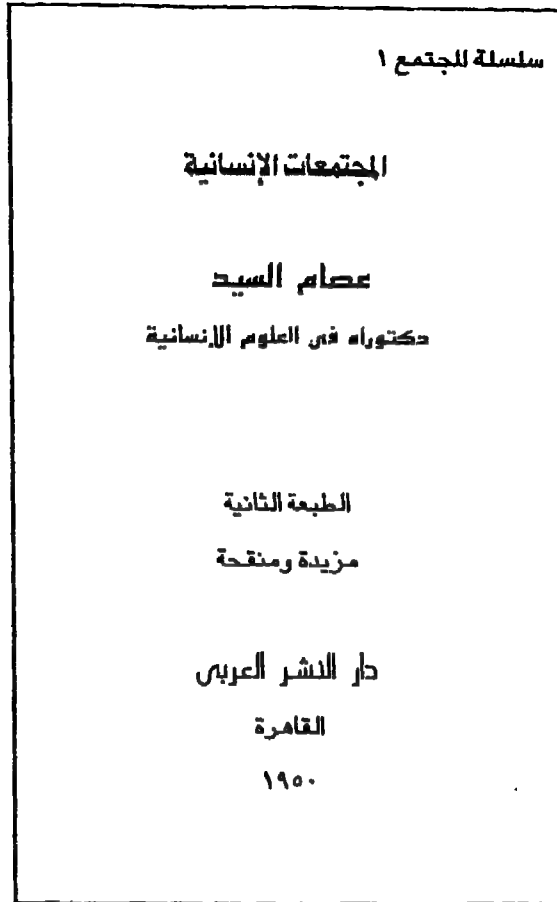 سلسلة المجتمع ١
المجتمعات الإنسانية
عصام السيد
دكتوراه فى العلوم الإنسانية
الطبعة الثانية
مزيدة ومنقحة
دار النشر العربى
القاهرة
١٩٥٠